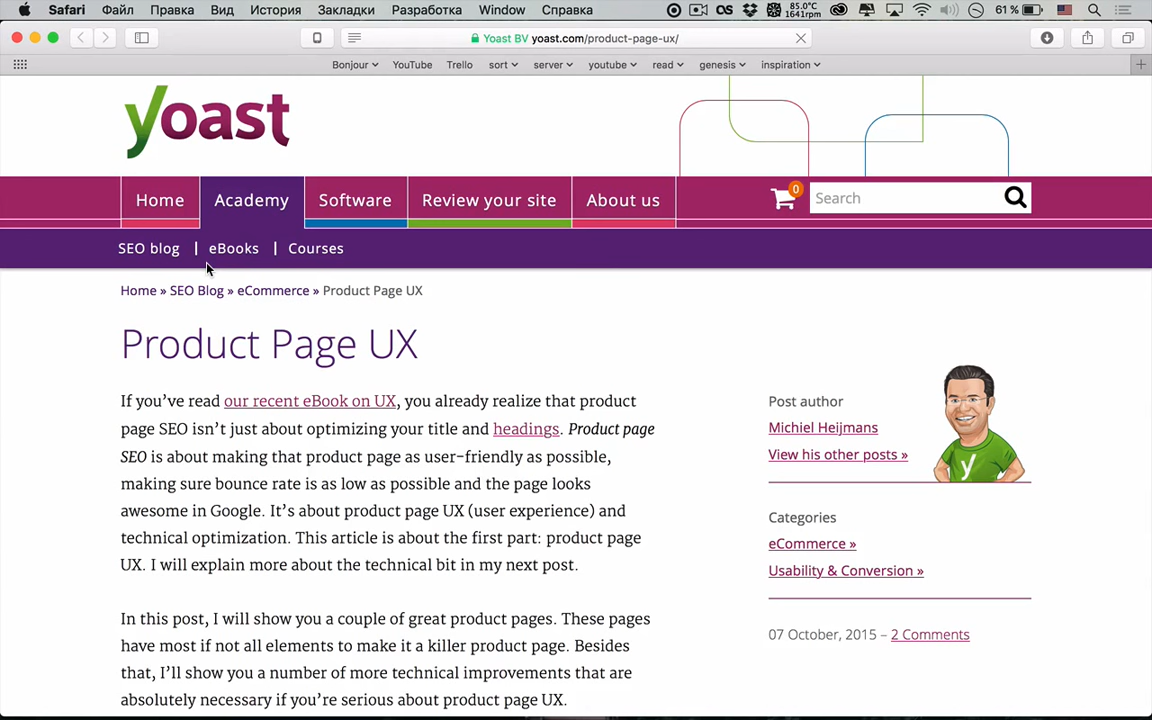 Safari Файл Правка Вид История Закладки Разработка Window Справка 85.0°C 1641rpm 61 %
Yoast BV yoast.com/product-page-ux/
Bonjour YouTube Trello sort server youtube read genesis inspiration
yoast
Home Academy Software Review your site About us 0 Search
SEO blog | eBooks | Courses
Home » SEO Blog » eCommerce » Product Page UX
Product Page UX
If you’ve read our recent eBook on UX, you already realize that product
page SEO isn’t just about optimizing your title and headings. Product page
SEO is about making that product page as user-friendly as possible,
making sure bounce rate is as low as possible and the page looks
awesome in Google. It’s about product page UX (user experience) and
technical optimization. This article is about the first part: product page
UX. I will explain more about the technical bit in my next post.
In this post, I will show you a couple of great product pages. These pages
have most if not all elements to make it a killer product page. Besides
that, I’ll show you a number of more technical improvements that are
absolutely necessary if you’re serious about product page UX.
Post author
Michiel Heijmans
View his other posts »
y
Categories
eCommerce »
Usability & Conversion »
07 October, 2015 – 2 Comments